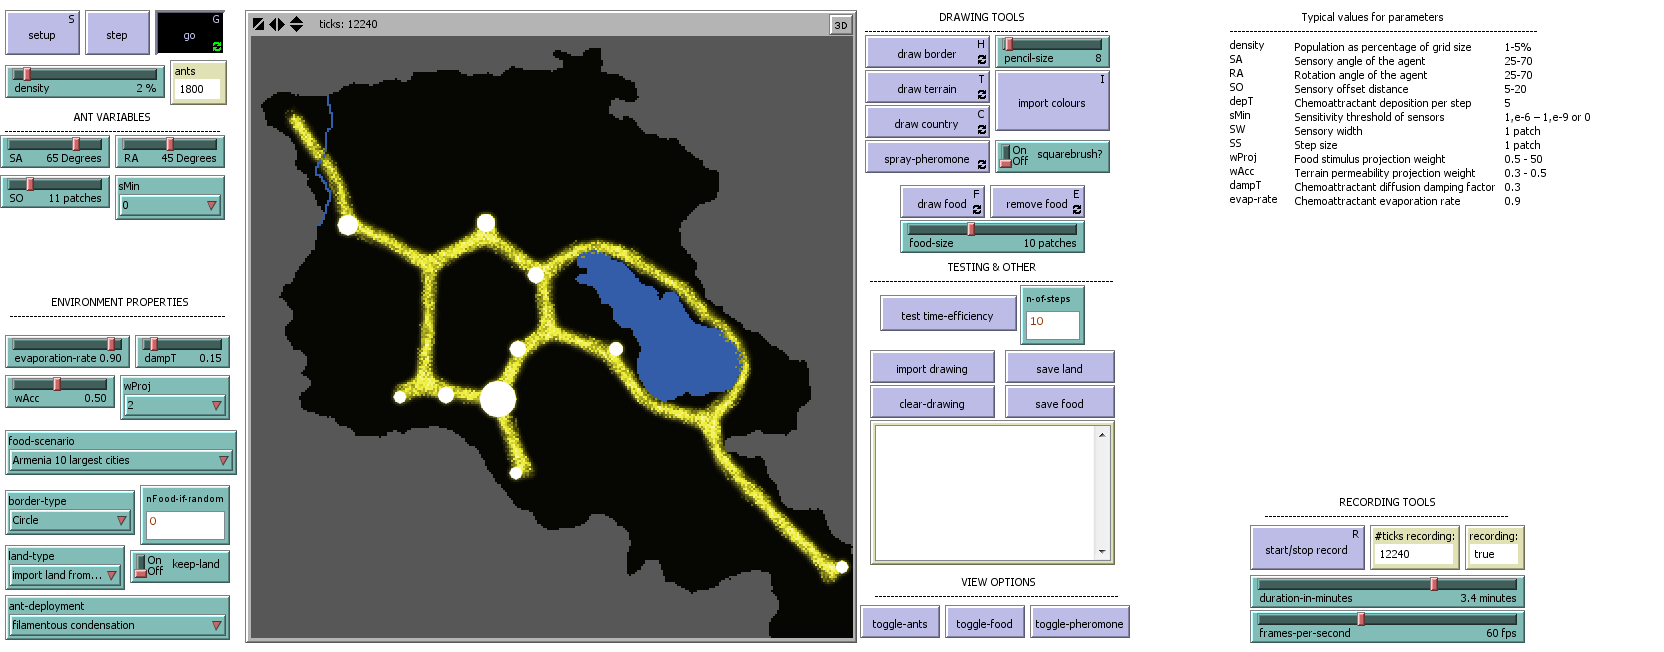 setup S
step
go G
density 2 %
ants
1800
ANT VARIABLES
SA 65 Degrees
RA 45 Degrees
SO 11 patches
sMin
0
ENVIRONMENT PROPERTIES
evaporation-rate 0.90
dampT 0.15
wAcc 0.50
wProj
2
food-scenario
Armenia 10 largest cities
border-type
Circle
nFood-if-random
0
land-type
import land from...
On
Off
keep-land
ant-deployment
filamentous condensation
ticks: 12240
3D
DRAWING TOOLS
draw border H
pencil-size 8
draw terrain T
import colours I
draw country C
spray-pheromone
On
Off
squarebrush?
draw food F
remove food E
food-size 10 patches
TESTING & OTHER
test time-efficiency
n-of-steps
10
import drawing
save land
clear-drawing
save food
VIEW OPTIONS
toggle-ants
toggle-food
toggle-pheromone
Typical values for parameters
density Population as percentage of grid size 1-5%
SA Sensory angle of the agent 25-70
RA Rotation angle of the agent 25-70
SO Sensory offset distance 5-20
depT Chemoattractant deposition per step 5
sMin Sensitivity threshold of sensors 1,e-6 – 1,e-9 or 0
SW Sensory width 1 patch
SS Step size 1 patch
wProj Food stimulus projection weight 0.5 - 50
wAcc Terrain permeability projection weight 0.3 - 0.5
dampT Chemoattractant diffusion damping factor 0.3
evap-rate Chemoattractant evaporation rate 0.9
RECORDING TOOLS
start/stop record R
#ticks recording:
12240
recording:
true
duration-in-minutes 3.4 minutes
frames-per-second 60 fps